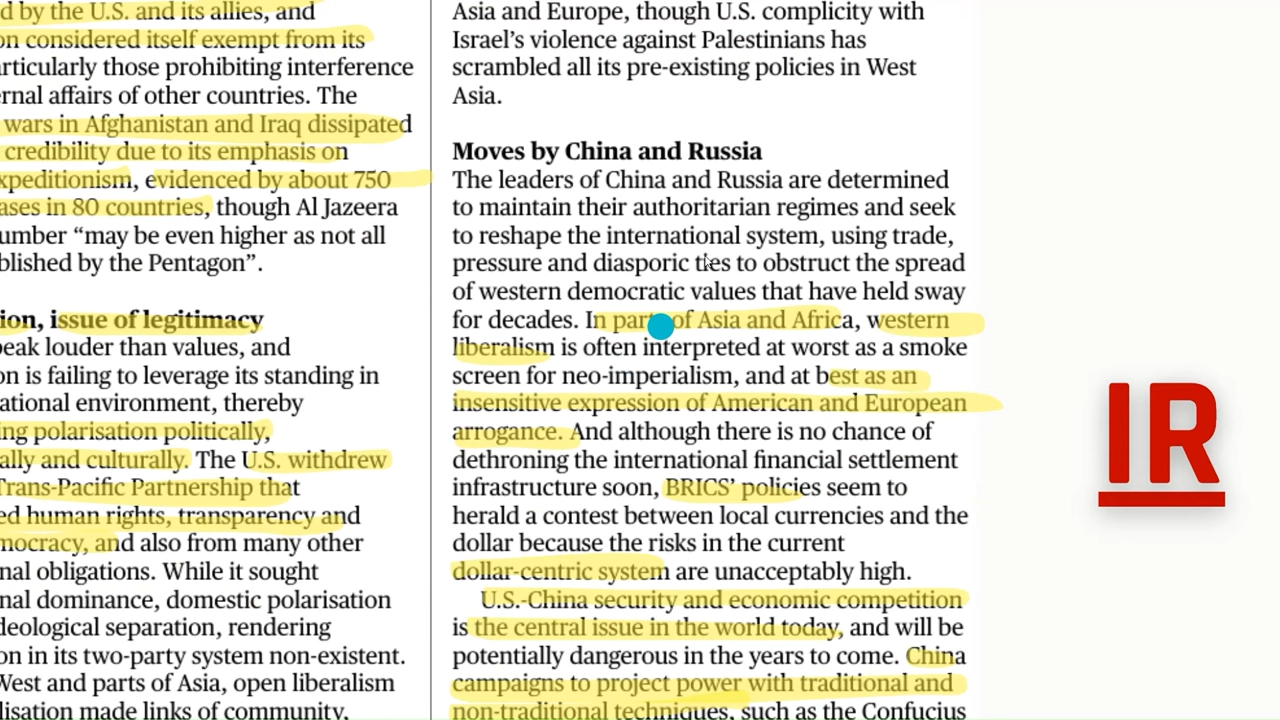 d by the U.S. and its allies, and
on considered itself exempt from its
articularly those prohibiting interference
ernal affairs of other countries. The
wars in Afghanistan and Iraq dissipated
credibility due to its emphasis on
xpeditionism, evidenced by about 750
ases in 80 countries, though Al Jazeera
umber “may be even higher as not all
blished by the Pentagon”.
ion, issue of legitimacy
peak louder than values, and
on is failing to leverage its standing in
ational environment, thereby
ing polarisation politically,
ally and culturally. The U.S. withdrew
Trans-Pacific Partnership that
ed human rights, transparency and
mocracy, and also from many other
nal obligations. While it sought
nal dominance, domestic polarisation
deological separation, rendering
on in its two-party system non-existent.
West and parts of Asia, open liberalism
lisation made links of community,
Asia and Europe, though U.S. complicity with
Israel’s violence against Palestinians has
scrambled all its pre-existing policies in West
Asia.
Moves by China and Russia
The leaders of China and Russia are determined
to maintain their authoritarian regimes and seek
to reshape the international system, using trade,
pressure and diasporic ties to obstruct the spread
of western democratic values that have held sway
for decades. In parts of Asia and Africa, western
liberalism is often interpreted at worst as a smoke
screen for neo-imperialism, and at best as an
insensitive expression of American and European
arrogance. And although there is no chance of
dethroning the international financial settlement
infrastructure soon, BRICS’ policies seem to
herald a contest between local currencies and the
dollar because the risks in the current
dollar-centric system are unacceptably high.
U.S.-China security and economic competition
is the central issue in the world today, and will be
potentially dangerous in the years to come. China
campaigns to project power with traditional and
non-traditional techniques, such as the Confucius
IR